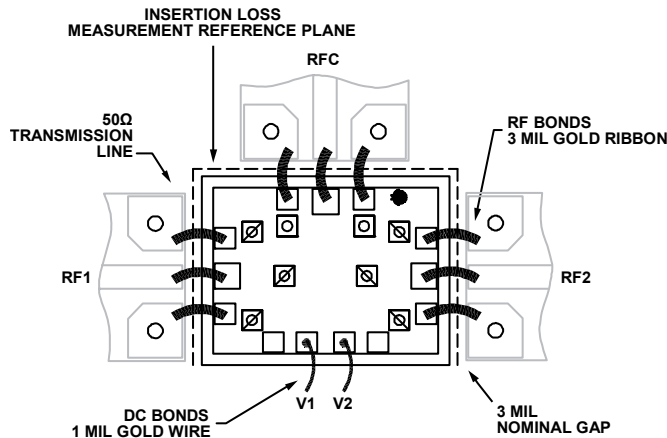 INSERTION LOSS
MEASUREMENT REFERENCE PLANE
RFC
50Ω
TRANSMISSION
LINE
RF BONDS
3 MIL GOLD RIBBON
RF1
RF2
V1
V2
DC BONDS
1 MIL GOLD WIRE
3 MIL
NOMINAL GAP